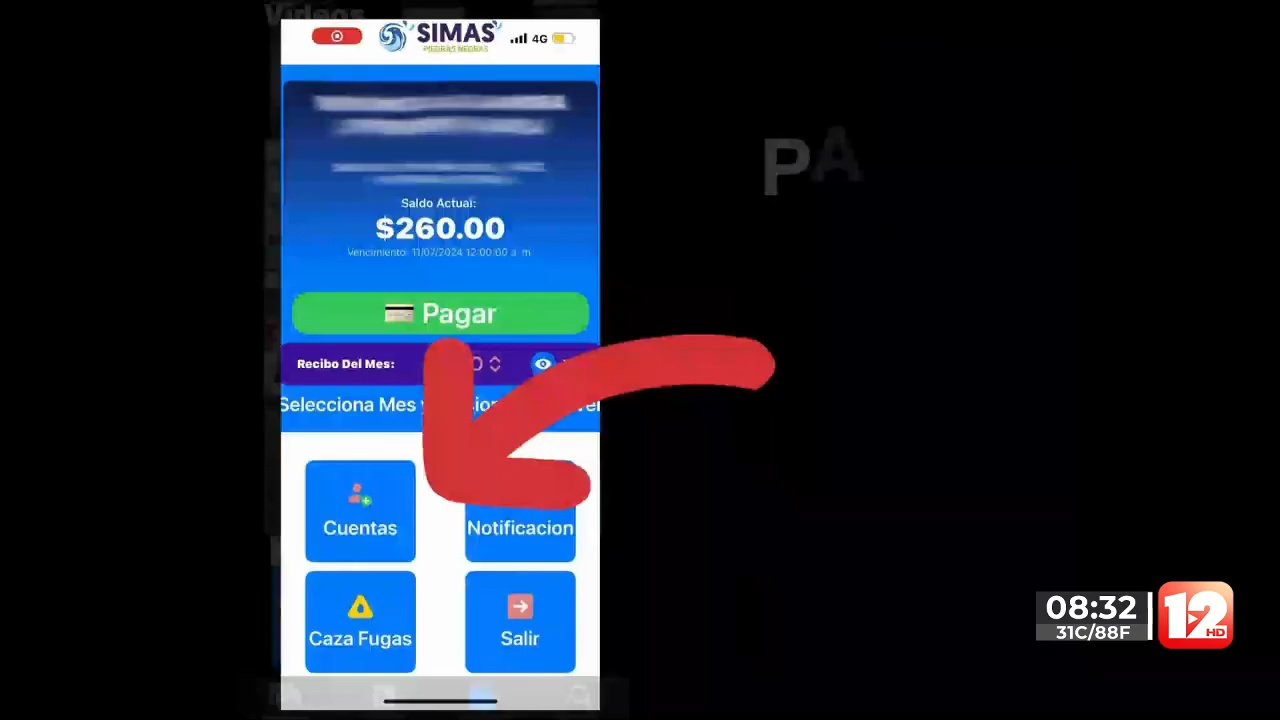 Videos
SIMAS
PIEDRAS NEGRAS
4G
Saldo Actual:
$260.00
Vencimiento: 11/07/2024 12:00:00 a. m.
Pagar
Recibo Del Mes:
Selecciona Mes
Cuentas
Notificacion
Caza Fugas
Salir
PA
08:32
31C/88F
12
HD